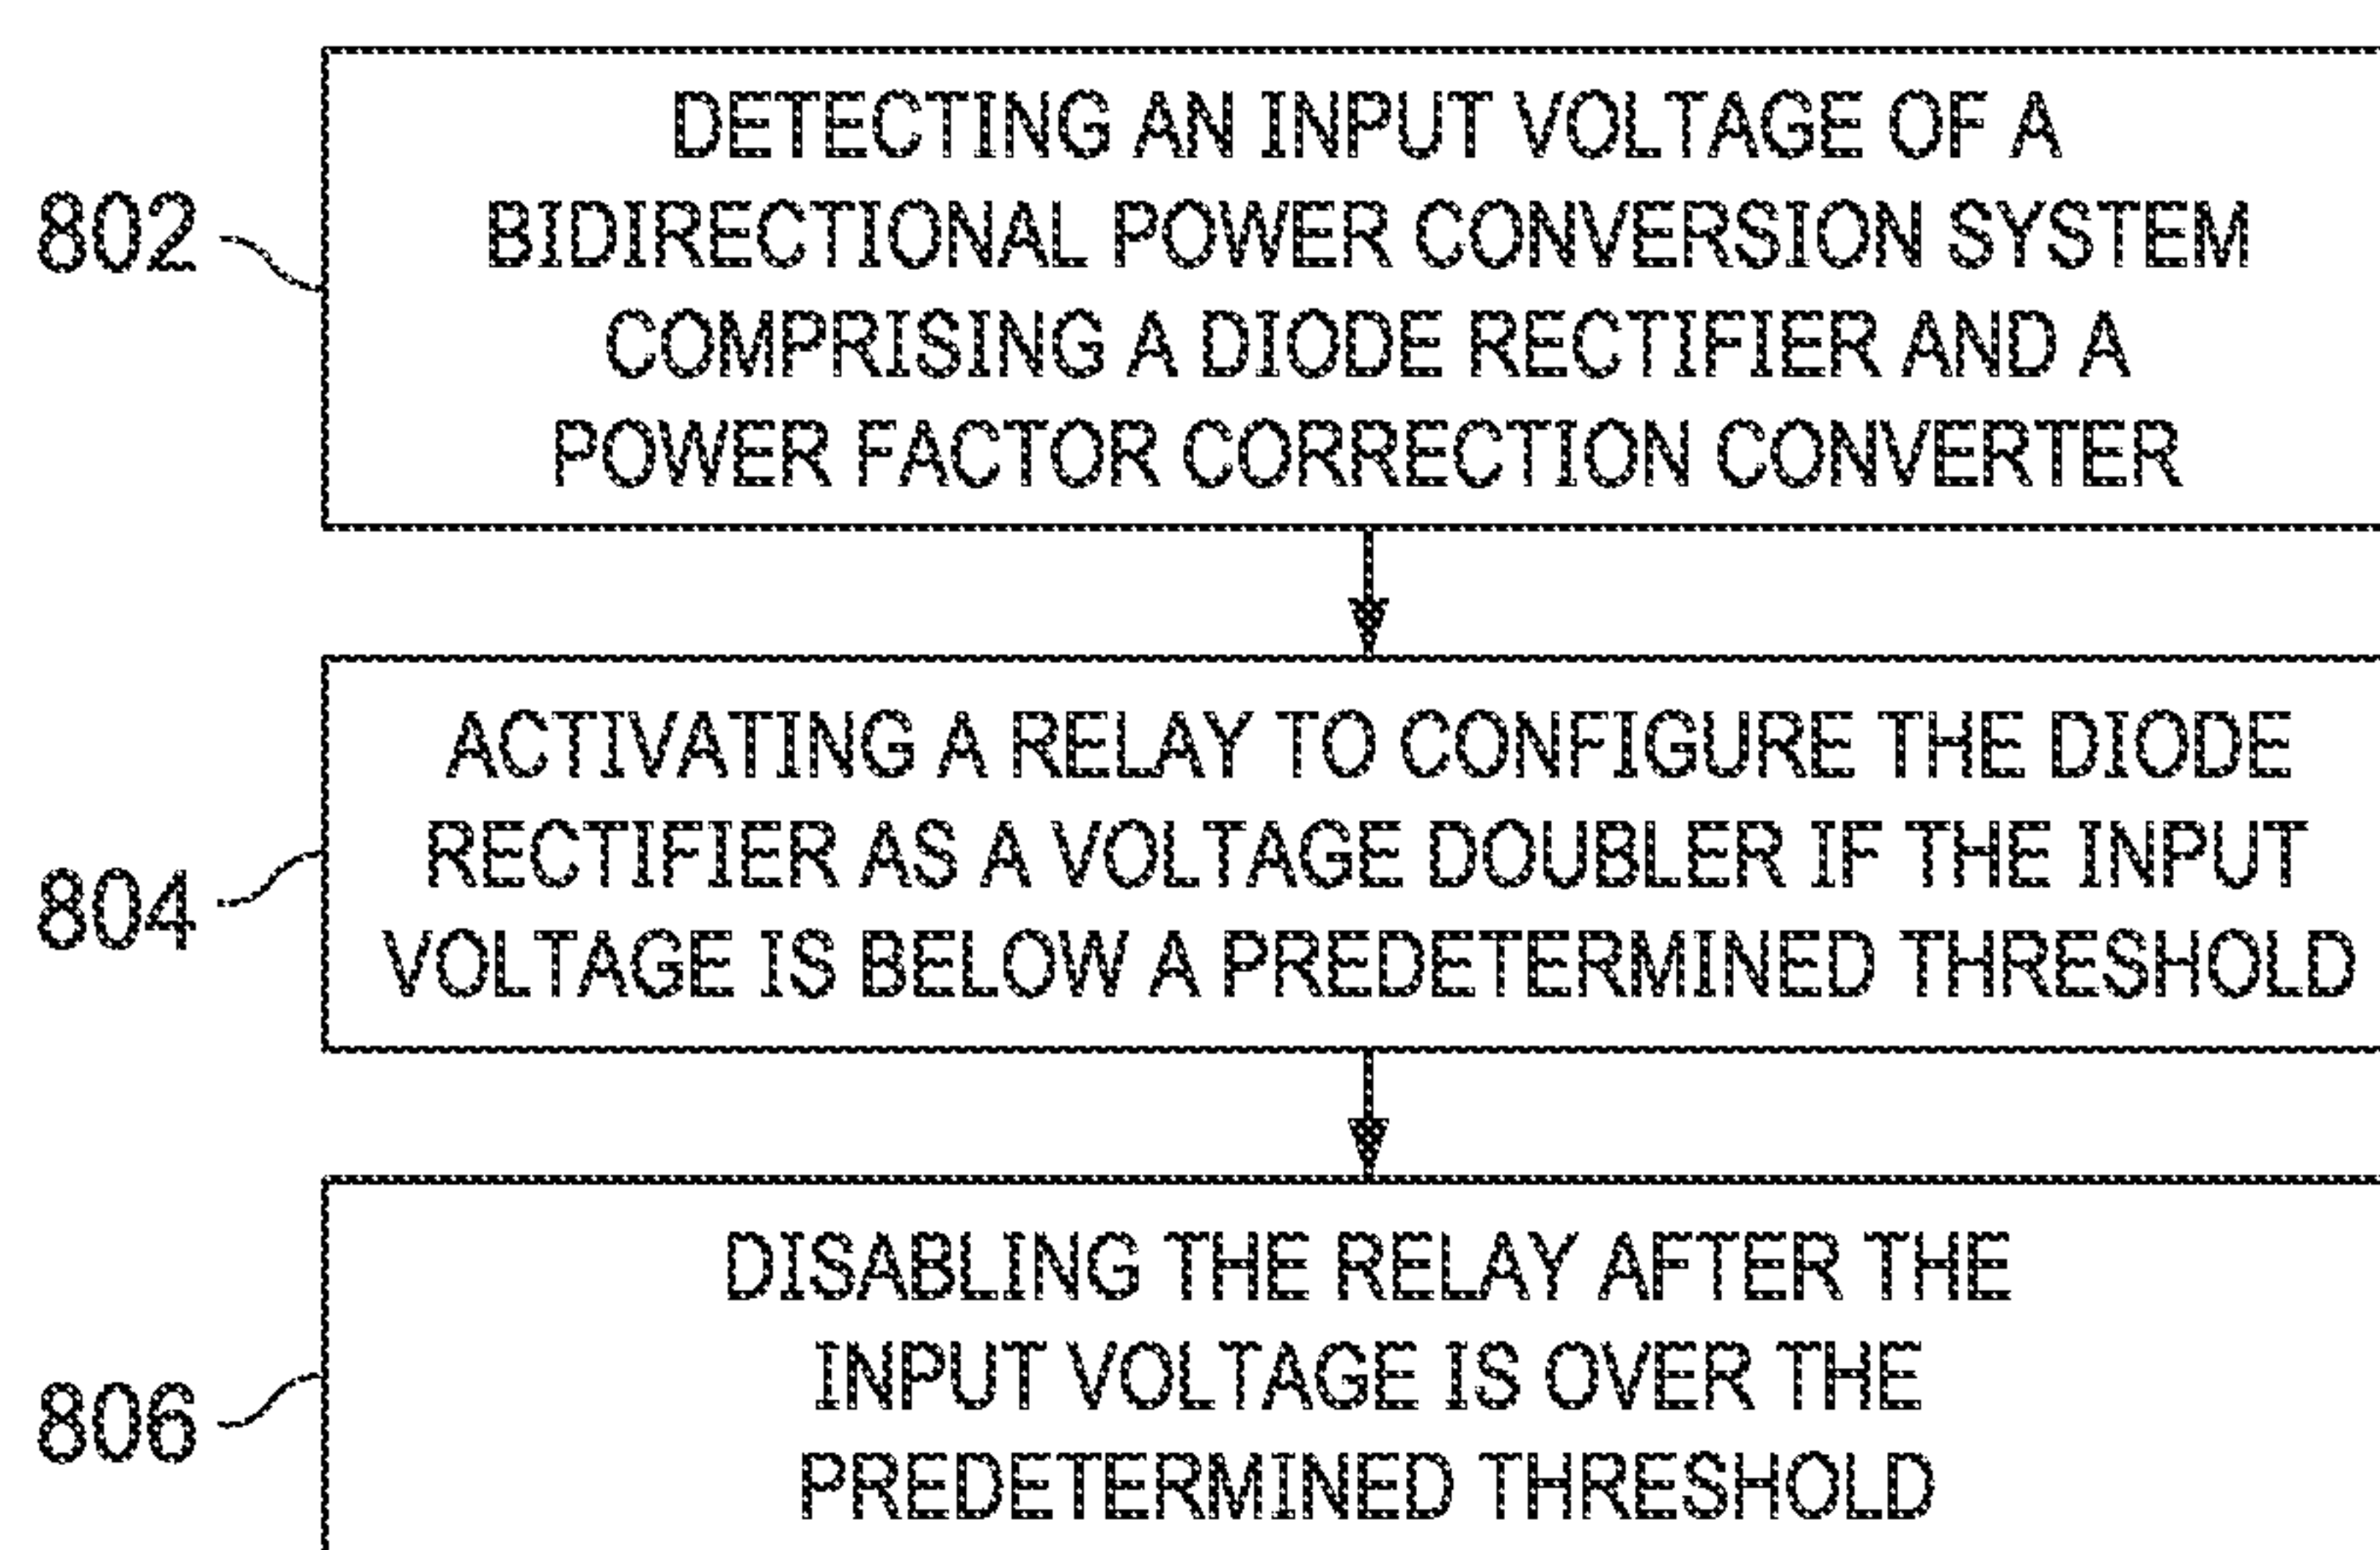 DETECTING AN INPUT VOLTAGE OF A
802
BIDIRECTIONAL POWER CONVERSION SYSTEM
COMPRISING A DIODE RECTIFIER AND A
POWER FACTOR CORRECTION CONVERTER
ACTIVATING A RELAY TO CONFIGURE THE DIODE
804
RECTIFIER AS A VOLTAGE DOUBLER IF THE INPUT
VOLTAGE IS BELOW A PREDETERMINED THRESHOLD
DISABLING THE RELAY AFTER THE
806
INPUT VOLTAGE IS OVER THE
PREDETERMINED THRESHOLD